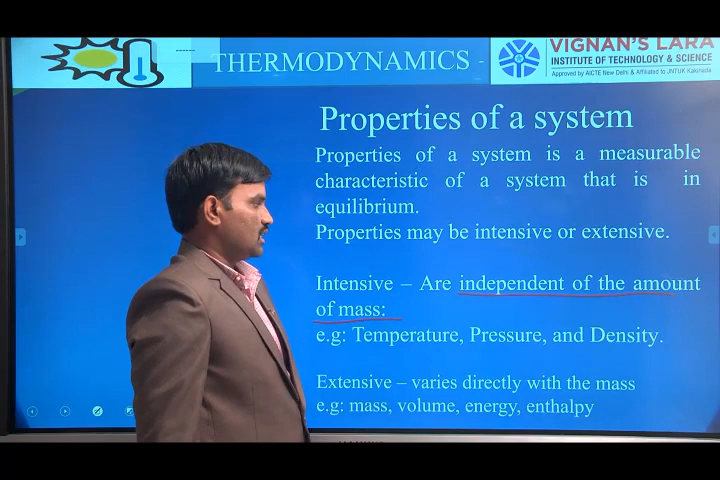 THERMODYNAMICS -
VIGNAN'S LARA
INSTITUTE OF TECHNOLOGY & SCIENCE
Approved by AICTE New Delhi & Affiliated to JNTUK Kakinada
Properties of a system
Properties of a system is a measurable
characteristic of a system that is in
equilibrium.
Properties may be intensive or extensive.
Intensive – Are independent of the amount
of mass:
e.g: Temperature, Pressure, and Density.
Extensive – varies directly with the mass
e.g: mass, volume, energy, enthalpy